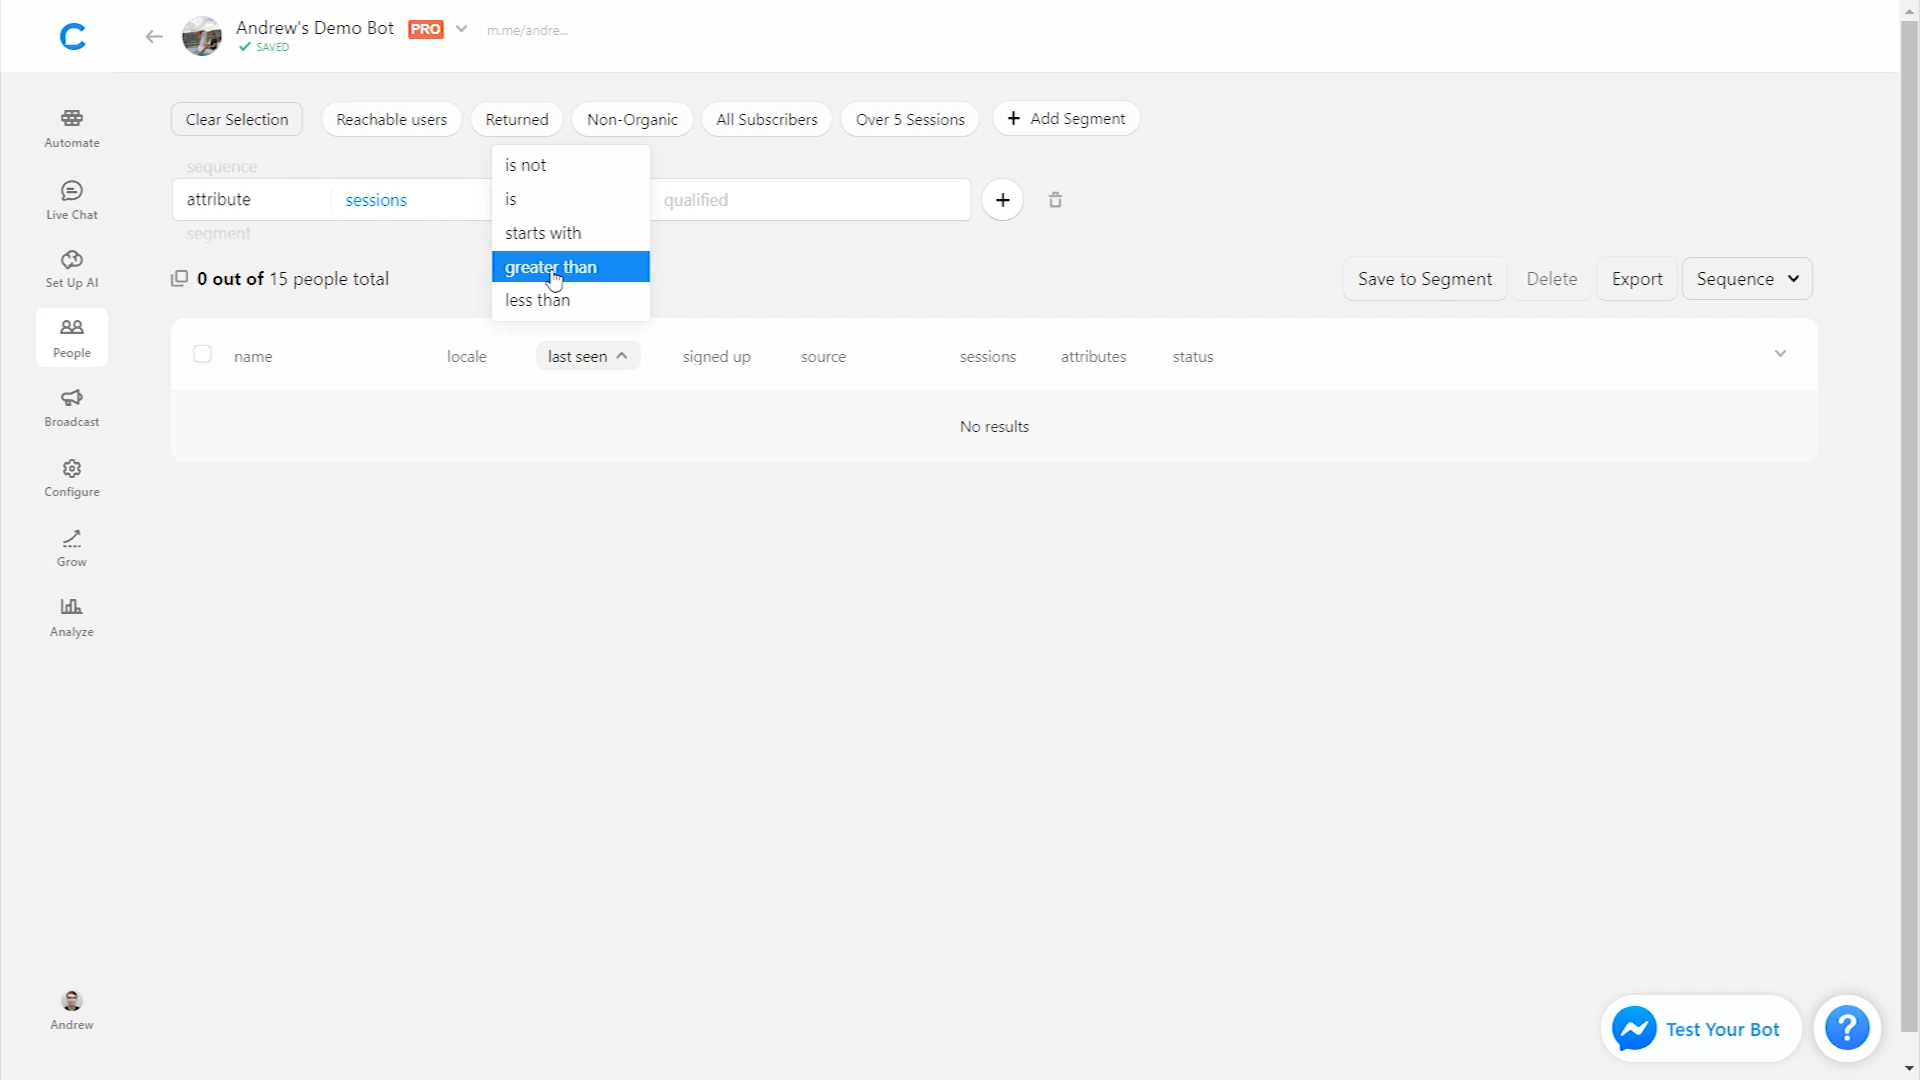 Andrew's Demo Bot PRO m.me/andre...
SAVED
Automate
Live Chat
Set Up AI
People
Broadcast
Configure
Grow
Analyze
Andrew
Clear Selection Reachable users Returned Non-Organic All Subscribers Over 5 Sessions + Add Segment
sequence
attribute sessions qualified +
segment
is not
is
starts with
greater than
less than
0 out of 15 people total
Save to Segment Delete Export Sequence
name locale last seen signed up source sessions attributes status
No results
Test Your Bot ?